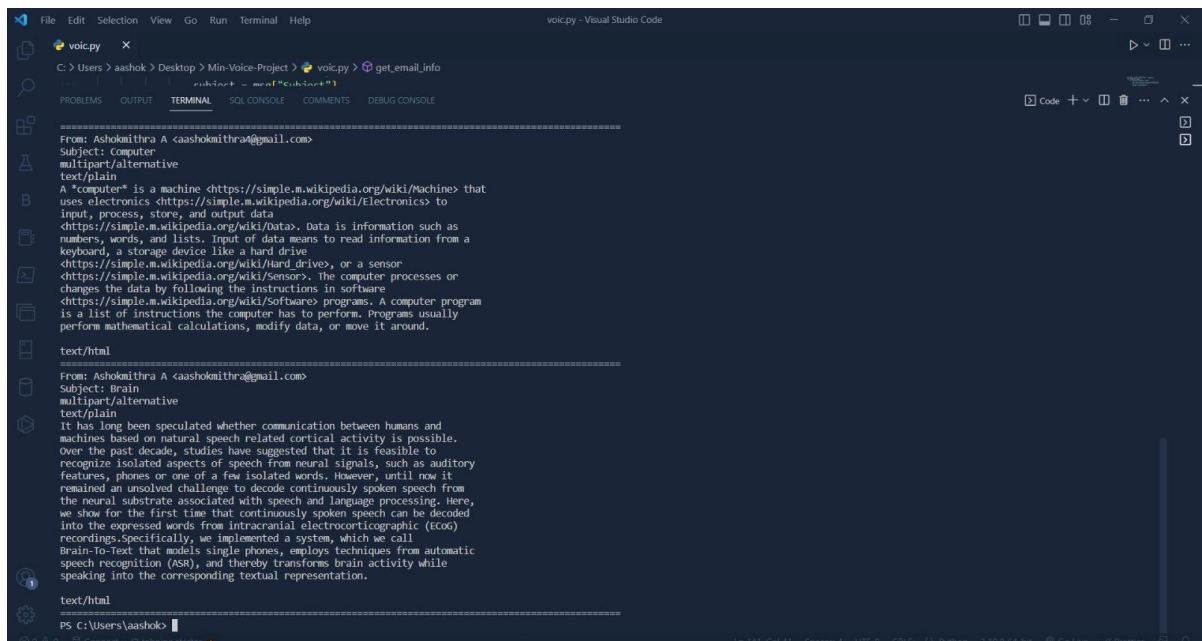 File Edit Selection View Go Run Terminal Help voic.py - Visual Studio Code
voic.py
C: > Users > aashok > Desktop > Min-Voice-Project > voic.py > get_email_info
subject = msg["Subject"]
PROBLEMS OUTPUT TERMINAL SQL CONSOLE COMMENTS DEBUG CONSOLE Code
====================================================================================================
From: Ashokmithra A <aashokmithra4@gmail.com>
Subject: Computer
multipart/alternative
text/plain
A *computer* is a machine <https://simple.m.wikipedia.org/wiki/Machine> that
uses electronics <https://simple.m.wikipedia.org/wiki/Electronics> to
input, process, store, and output data
<https://simple.m.wikipedia.org/wiki/Data>. Data is information such as
numbers, words, and lists. Input of data means to read information from a
keyboard, a storage device like a hard drive
<https://simple.m.wikipedia.org/wiki/Hard_drive>, or a sensor
<https://simple.m.wikipedia.org/wiki/Sensor>. The computer processes or
changes the data by following the instructions in software
<https://simple.m.wikipedia.org/wiki/Software> programs. A computer program
is a list of instructions the computer has to perform. Programs usually
perform mathematical calculations, modify data, or move it around.
text/html
====================================================================================================
From: Ashokmithra A <aashokmithra@gmail.com>
Subject: Brain
multipart/alternative
text/plain
It has long been speculated whether communication between humans and
machines based on natural speech related cortical activity is possible.
Over the past decade, studies have suggested that it is feasible to
recognize isolated aspects of speech from neural signals, such as auditory
features, phones or one of a few isolated words. However, until now it
remained an unsolved challenge to decode continuously spoken speech from
the neural substrate associated with speech and language processing. Here,
we show for the first time that continuously spoken speech can be decoded
into the expressed words from intracranial electrocorticographic (ECoG)
recordings.Specifically, we implemented a system, which we call
Brain-To-Text that models single phones, employs techniques from automatic
speech recognition (ASR), and thereby transforms brain activity while
speaking into the corresponding textual representation.
text/html
====================================================================================================
PS C:\Users\aashok>